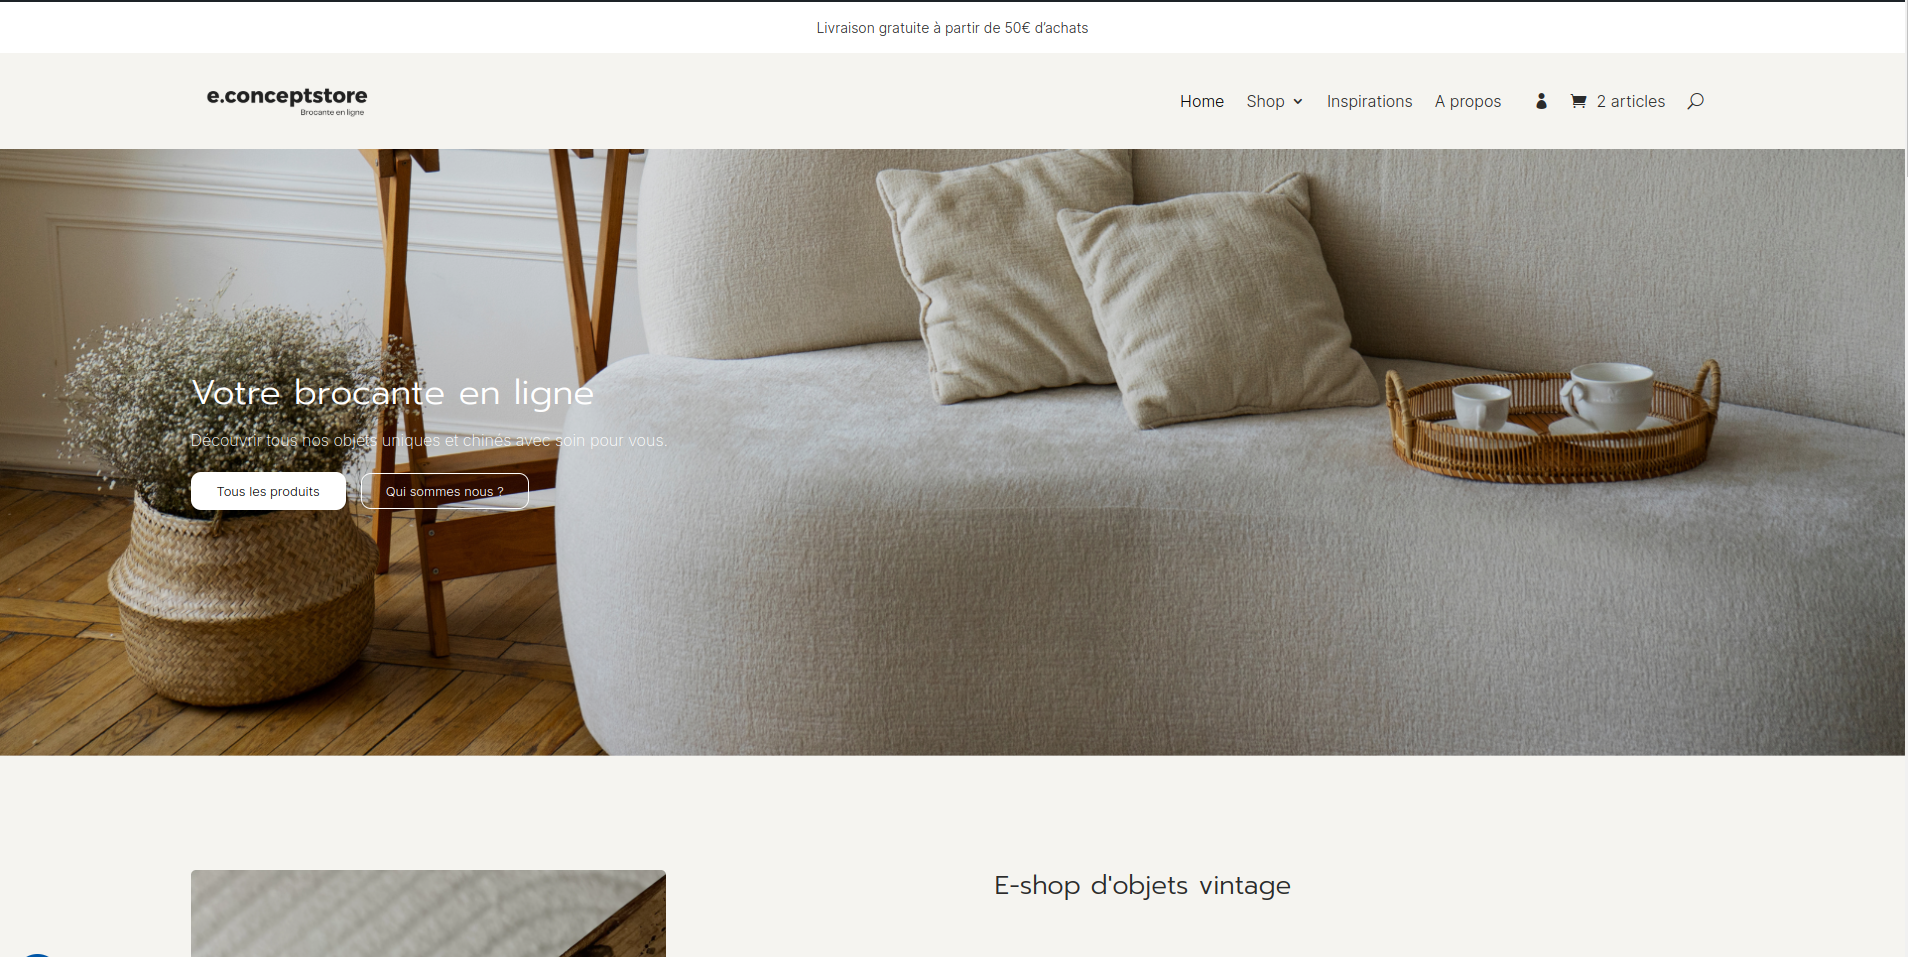 Livraison gratuite à partir de 50€ d'achats
e.conceptstore
Brocante en ligne
Home Shop Inspirations A propos 2 articles
Votre brocante en ligne
Découvrir tous nos objets uniques et chinés avec soin pour vous.
Tous les produits Qui sommes nous ?
E-shop d'objets vintage